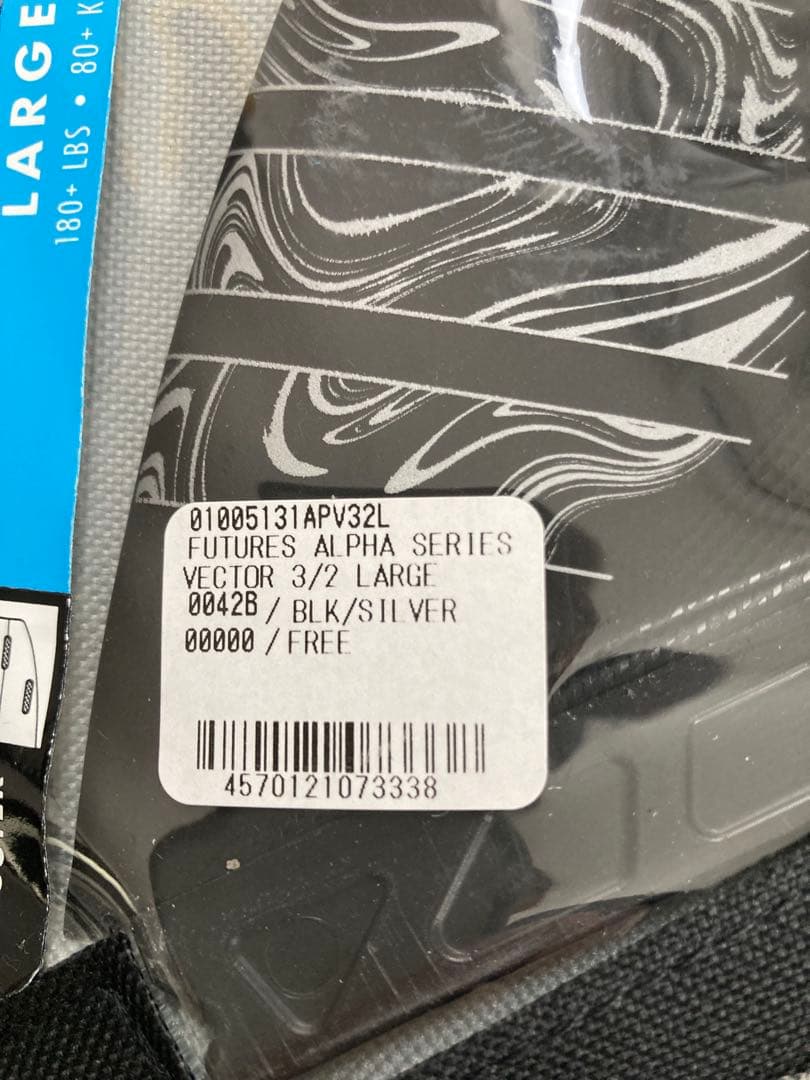 LARGE
180+ LBS • 80+ K
01005131APV32L
FUTURES ALPHA SERIES
VECTOR 3/2 LARGE
0042B / BLK/SILVER
00000 / FREE
4570121073338